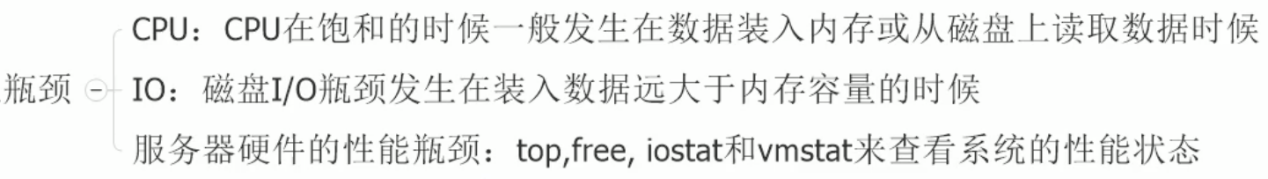 CPU：CPU在饱和的时候一般发生在数据装入内存或从磁盘上读取数据时候
瓶颈
IO：磁盘I/O瓶颈发生在装入数据远大于内存容量的时候
服务器硬件的性能瓶颈：top,free, iostat和vmstat来查看系统的性能状态